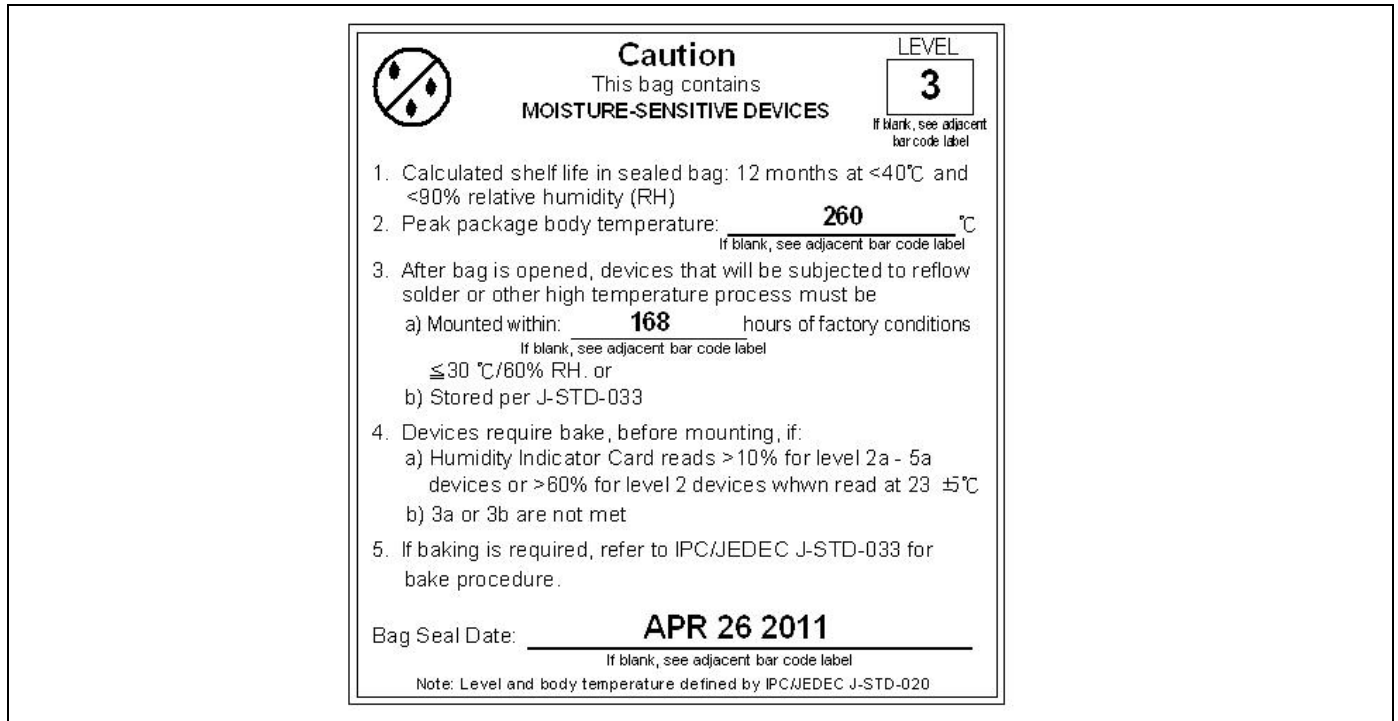 Caution
This bag contains
MOISTURE-SENSITIVE DEVICES
LEVEL
3
If blank, see adjacent
bar code label
1. Calculated shelf life in sealed bag: 12 months at <40℃ and
<90% relative humidity (RH)
2. Peak package body temperature: 260 ℃
If blank, see adjacent bar code label
3. After bag is opened, devices that will be subjected to reflow
solder or other high temperature process must be
a) Mounted within: 168 hours of factory conditions
If blank, see adjacent bar code label
≦30 ℃/60% RH. or
b) Stored per J-STD-033
4. Devices require bake, before mounting, if:
a) Humidity Indicator Card reads >10% for level 2a - 5a
devices or >60% for level 2 devices whwn read at 23 ±5℃
b) 3a or 3b are not met
5. If baking is required, refer to IPC/JEDEC J-STD-033 for
bake procedure.
Bag Seal Date: APR 26 2011
If blank, see adjacent bar code label
Note: Level and body temperature defined by IPC/JEDEC J-STD-020